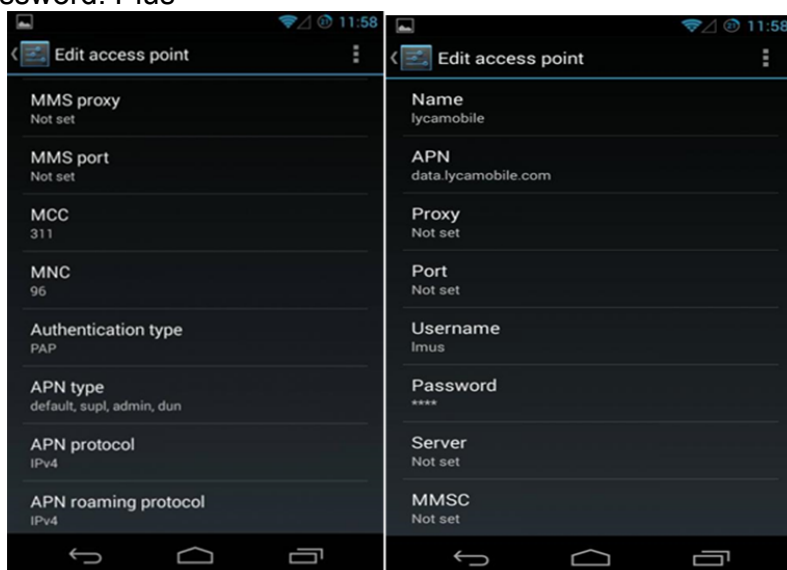 ssword: Plus
11:58
Edit access point
MMS proxy
Not set
MMS port
Not set
MCC
311
MNC
96
Authentication type
PAP
APN type
default, supl, admin, dun
APN protocol
IPv4
APN roaming protocol
IPv4
11:58
Edit access point
Name
lycamobile
APN
data.lycamobile.com
Proxy
Not set
Port
Not set
Username
lmus
Password
****
Server
Not set
MMSC
Not set